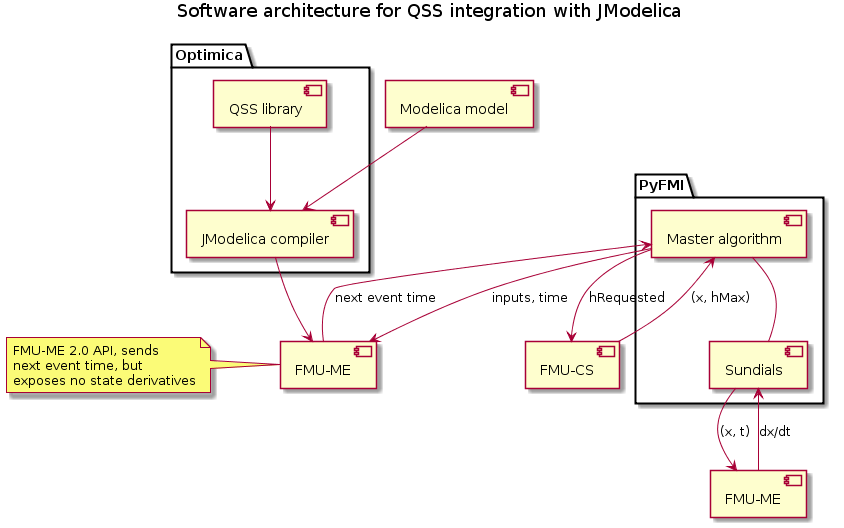 Software architecture for QSS integration with JModelica
Optimica
QSS library
Modelica model
PyFMI
JModelica compiler
Master algorithm
next event time
inputs, time
hRequested
(x, hMax)
FMU-ME 2.0 API, sends
next event time, but
exposes no state derivatives
FMU-ME
FMU-CS
Sundials
(x, t)
dx/dt
FMU-ME